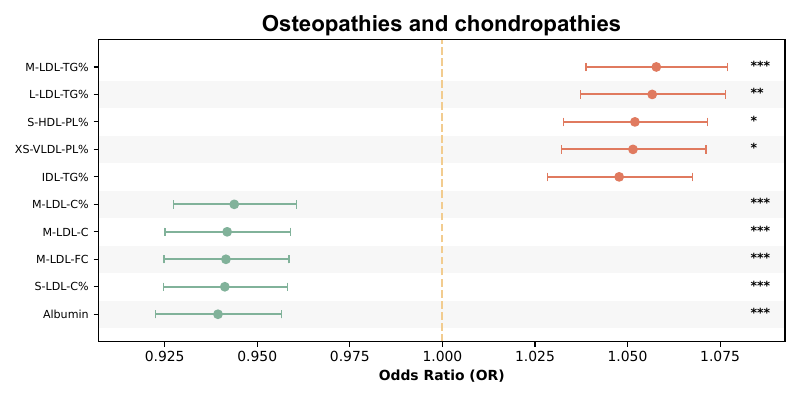 Osteopathies and chondropathies
M-LDL-TG% ***
L-LDL-TG% **
S-HDL-PL% *
XS-VLDL-PL% *
IDL-TG%
M-LDL-C% ***
M-LDL-C ***
M-LDL-FC ***
S-LDL-C% ***
Albumin ***
0.925 0.950 0.975 1.000 1.025 1.050 1.075
Odds Ratio (OR)